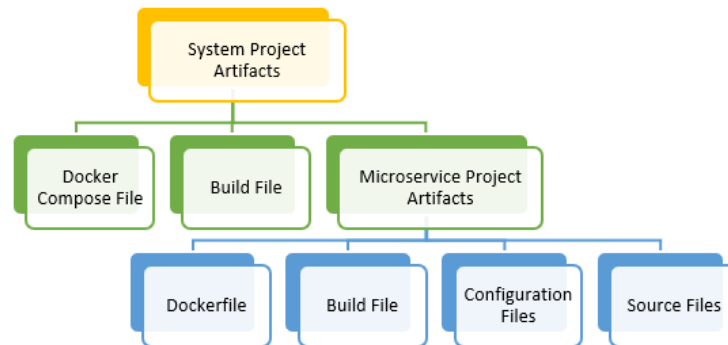 System Project
Artifacts
Docker
Compose File
Build File
Microservice Project
Artifacts
Dockerfile
Build File
Configuration
Files
Source Files